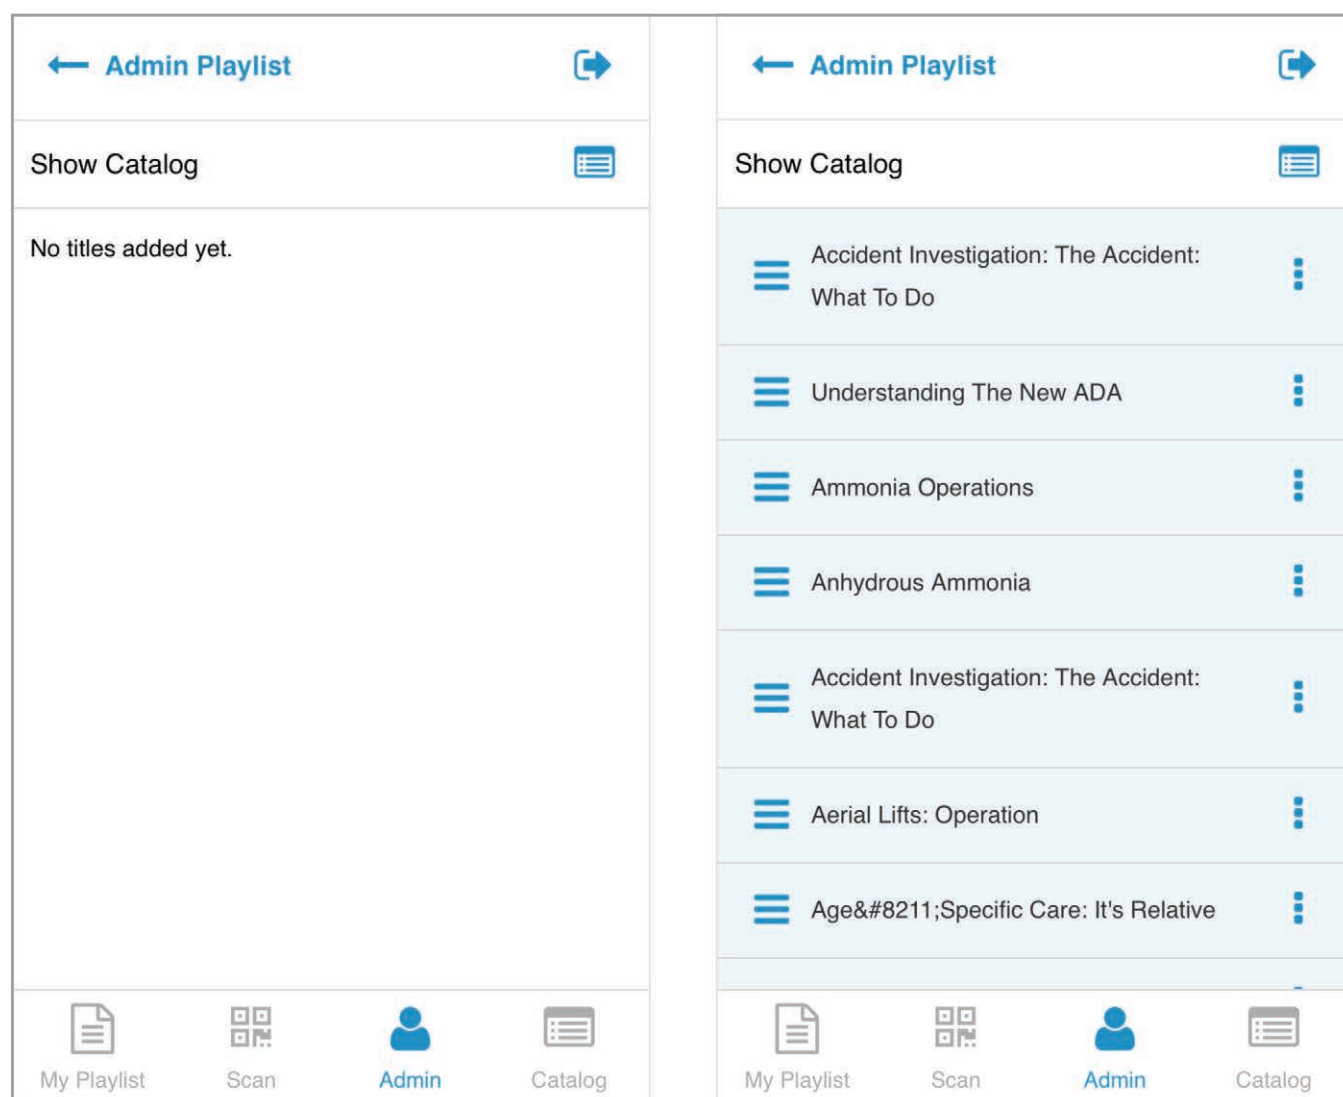 Admin Playlist
Show Catalog
No titles added yet.
My Playlist
Scan
Admin
Catalog
Admin Playlist
Show Catalog
Accident Investigation: The Accident:
What To Do
Understanding The New ADA
Ammonia Operations
Anhydrous Ammonia
Accident Investigation: The Accident:
What To Do
Aerial Lifts: Operation
Age&#8211;Specific Care: It's Relative
My Playlist
Scan
Admin
Catalog